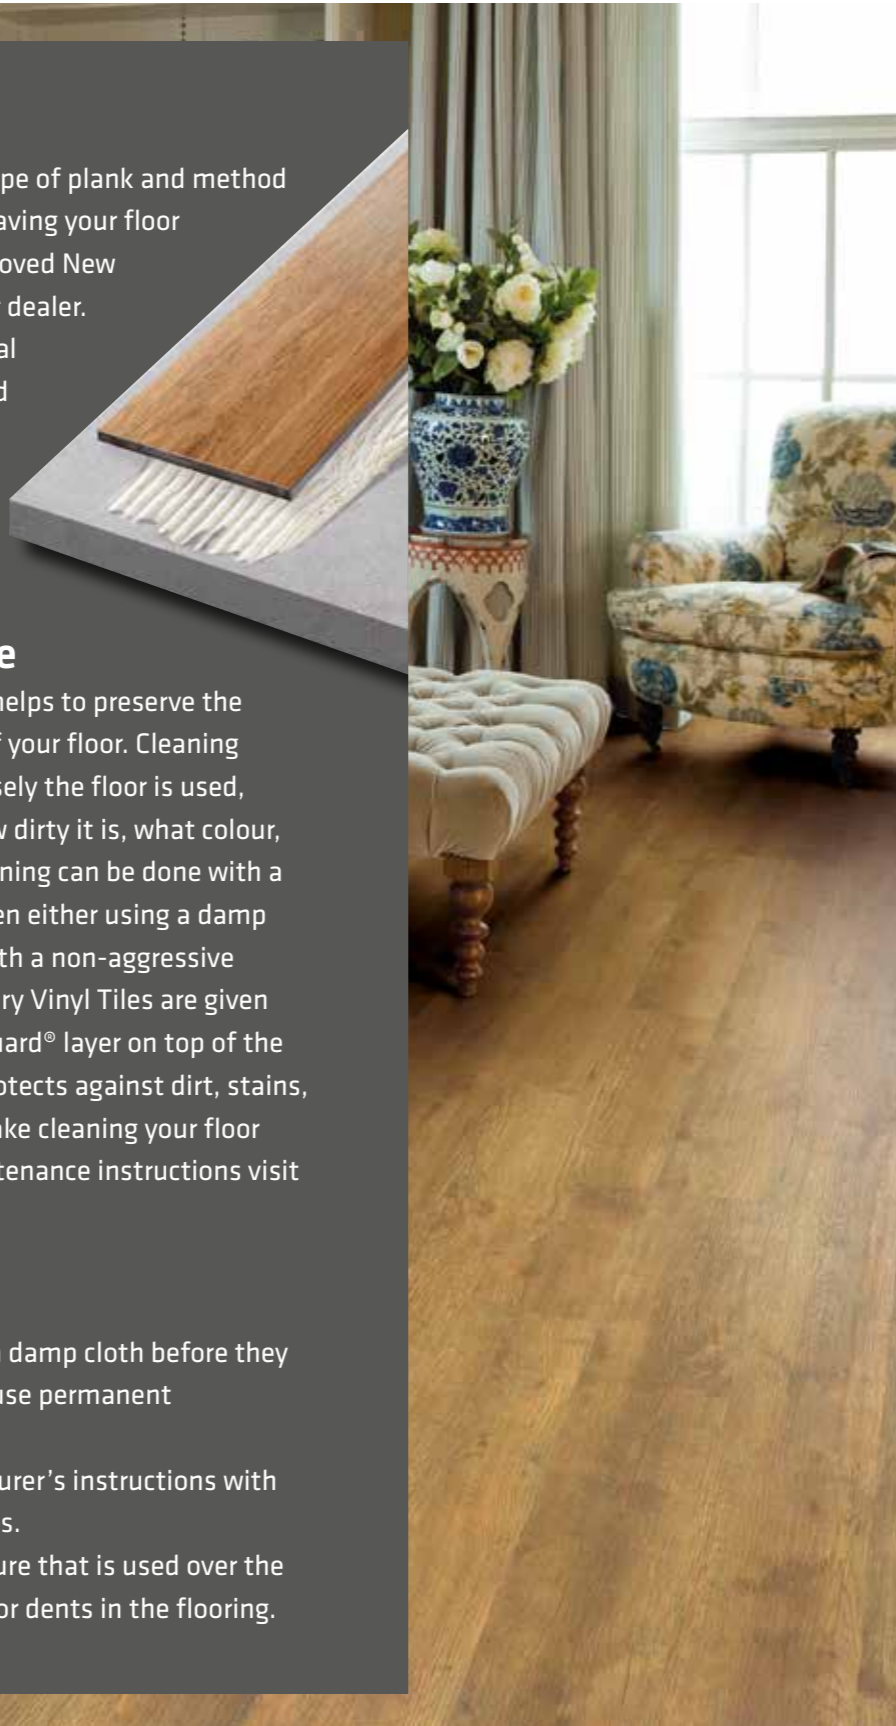 pe of plank and method
aving your floor
oved New
dealer.
al
d
e
helps to preserve the
f your floor. Cleaning
sely the floor is used,
w dirty it is, what colour,
ning can be done with a
en either using a damp
th a non-aggressive
ry Vinyl Tiles are given
uard® layer on top of the
otects against dirt, stains,
ake cleaning your floor
tenance instructions visit
damp cloth before they
use permanent
urer’s instructions with
s.
ure that is used over the
or dents in the flooring.